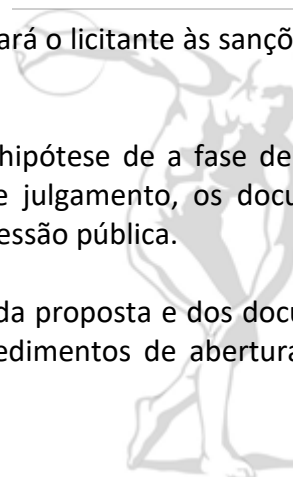 ará o licitante às sançõ
hipótese de a fase de
e julgamento, os docu
essão pública.
da proposta e dos docu
edimentos de abertura